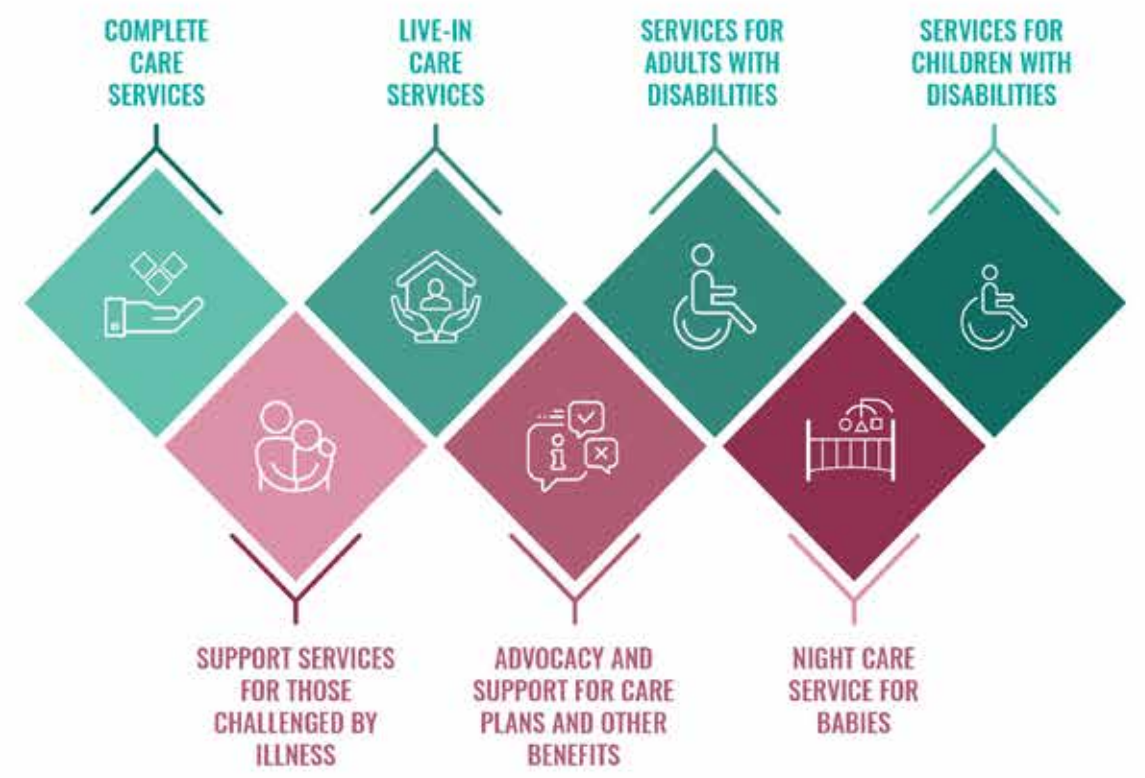 COMPLETE
CARE
SERVICES
LIVE-IN
CARE
SERVICES
SERVICES FOR
ADULTS WITH
DISABILITIES
SERVICES FOR
CHILDREN WITH
DISABILITIES
SUPPORT SERVICES
FOR THOSE
CHALLENGED BY
ILLNESS
ADVOCACY AND
SUPPORT FOR CARE
PLANS AND OTHER
BENEFITS
NIGHT CARE
SERVICE FOR
BABIES